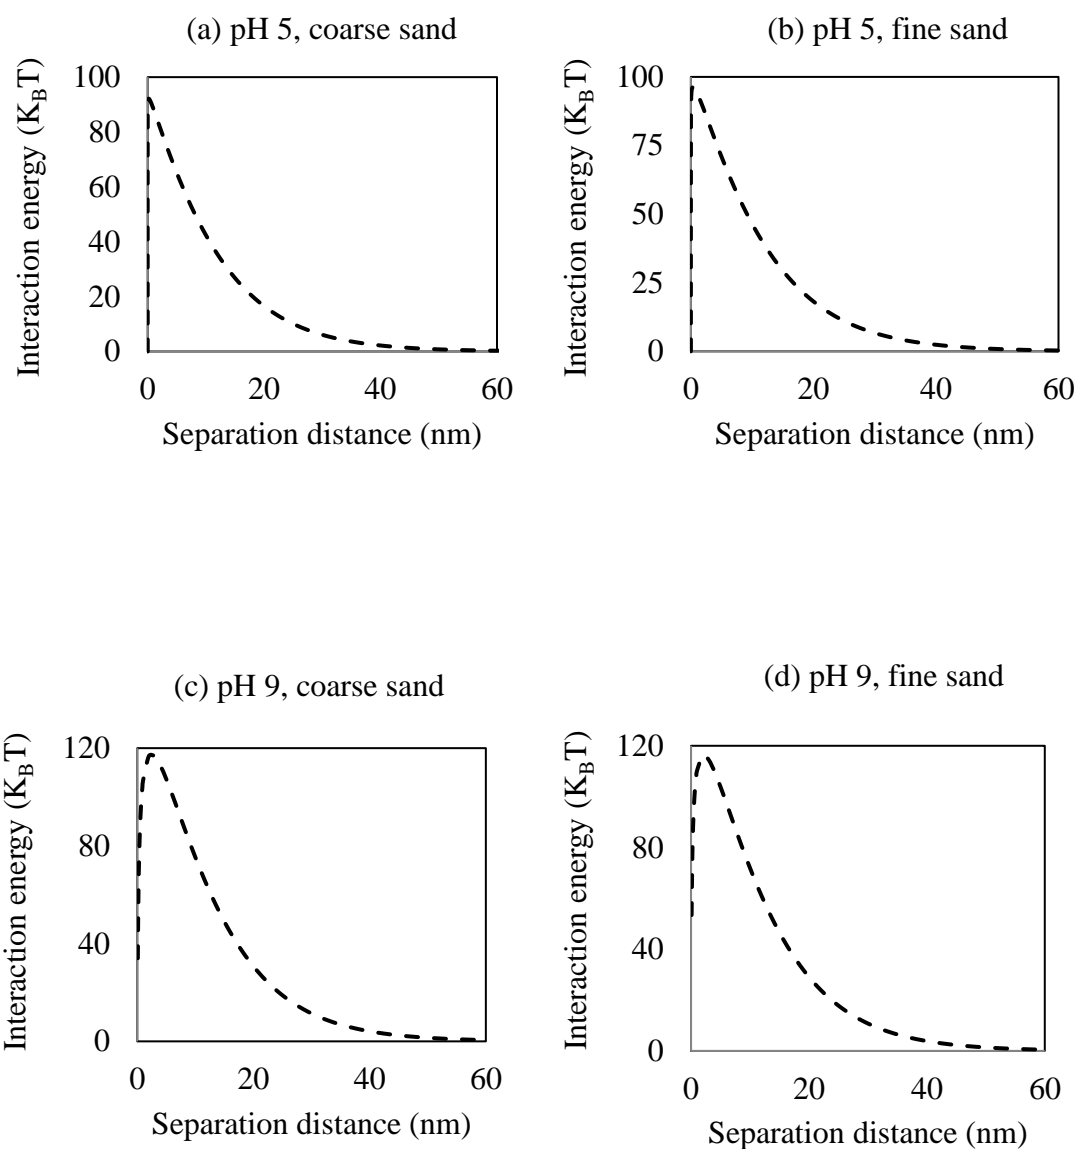 (a) pH 5, coarse sand
Interaction energy (KBT)
100
80
60
40
20
0
0 20 40 60
Separation distance (nm)
(b) pH 5, fine sand
Interaction energy (KBT)
100
75
50
25
0
0 20 40 60
Separation distance (nm)
(c) pH 9, coarse sand
Interaction energy (KBT)
120
80
40
0
0 20 40 60
Separation distance (nm)
(d) pH 9, fine sand
Interaction energy (KBT)
120
80
40
0
0 20 40 60
Separation distance (nm)